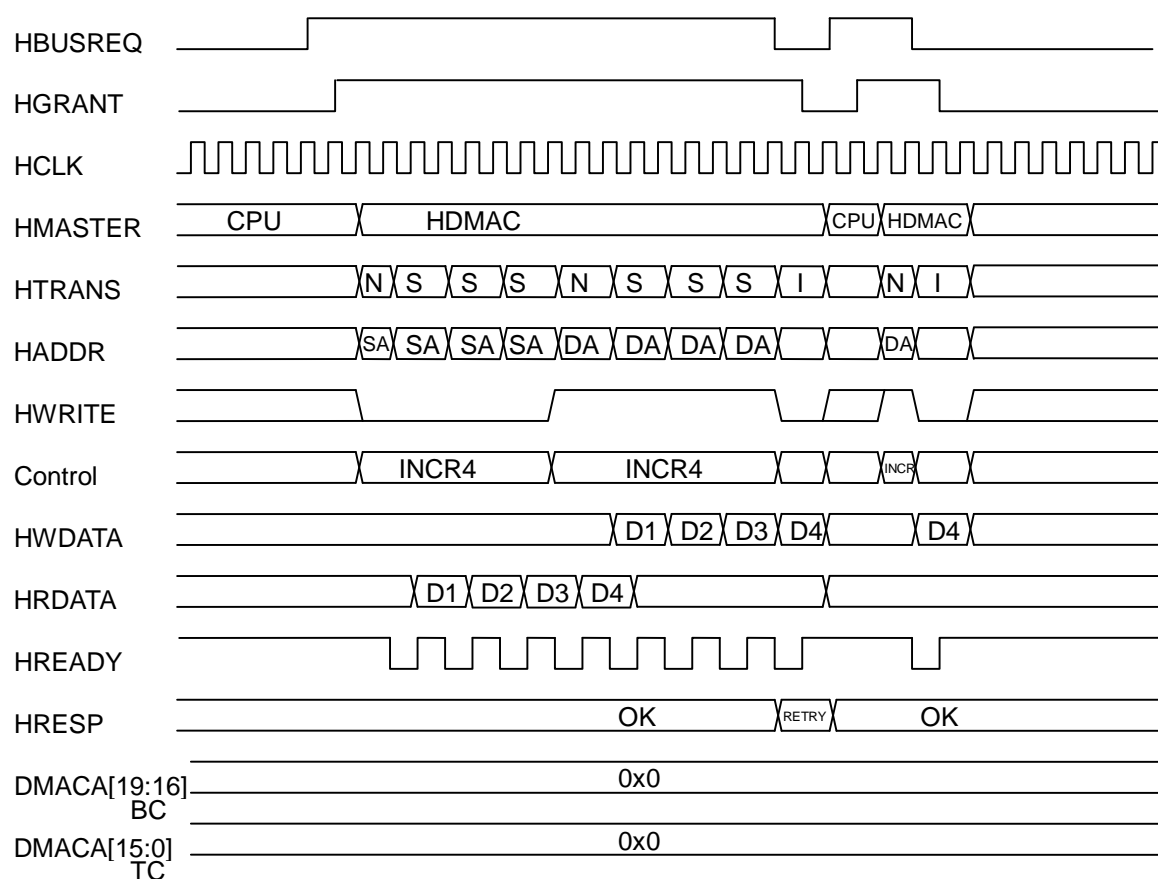 HBUSREQ
HGRANT
HCLK
HMASTER CPU HDMAC CPU HDMAC
HTRANS N S S S N S S S I N I
HADDR SA SA SA SA DA DA DA DA DA
HWRITE
Control INCR4 INCR4 INCR
HWDATA D1 D2 D3 D4 D4
HRDATA D1 D2 D3 D4
HREADY
HRESP OK RETRY OK
DMACA[19:16] 0x0
BC
DMACA[15:0] 0x0
TC